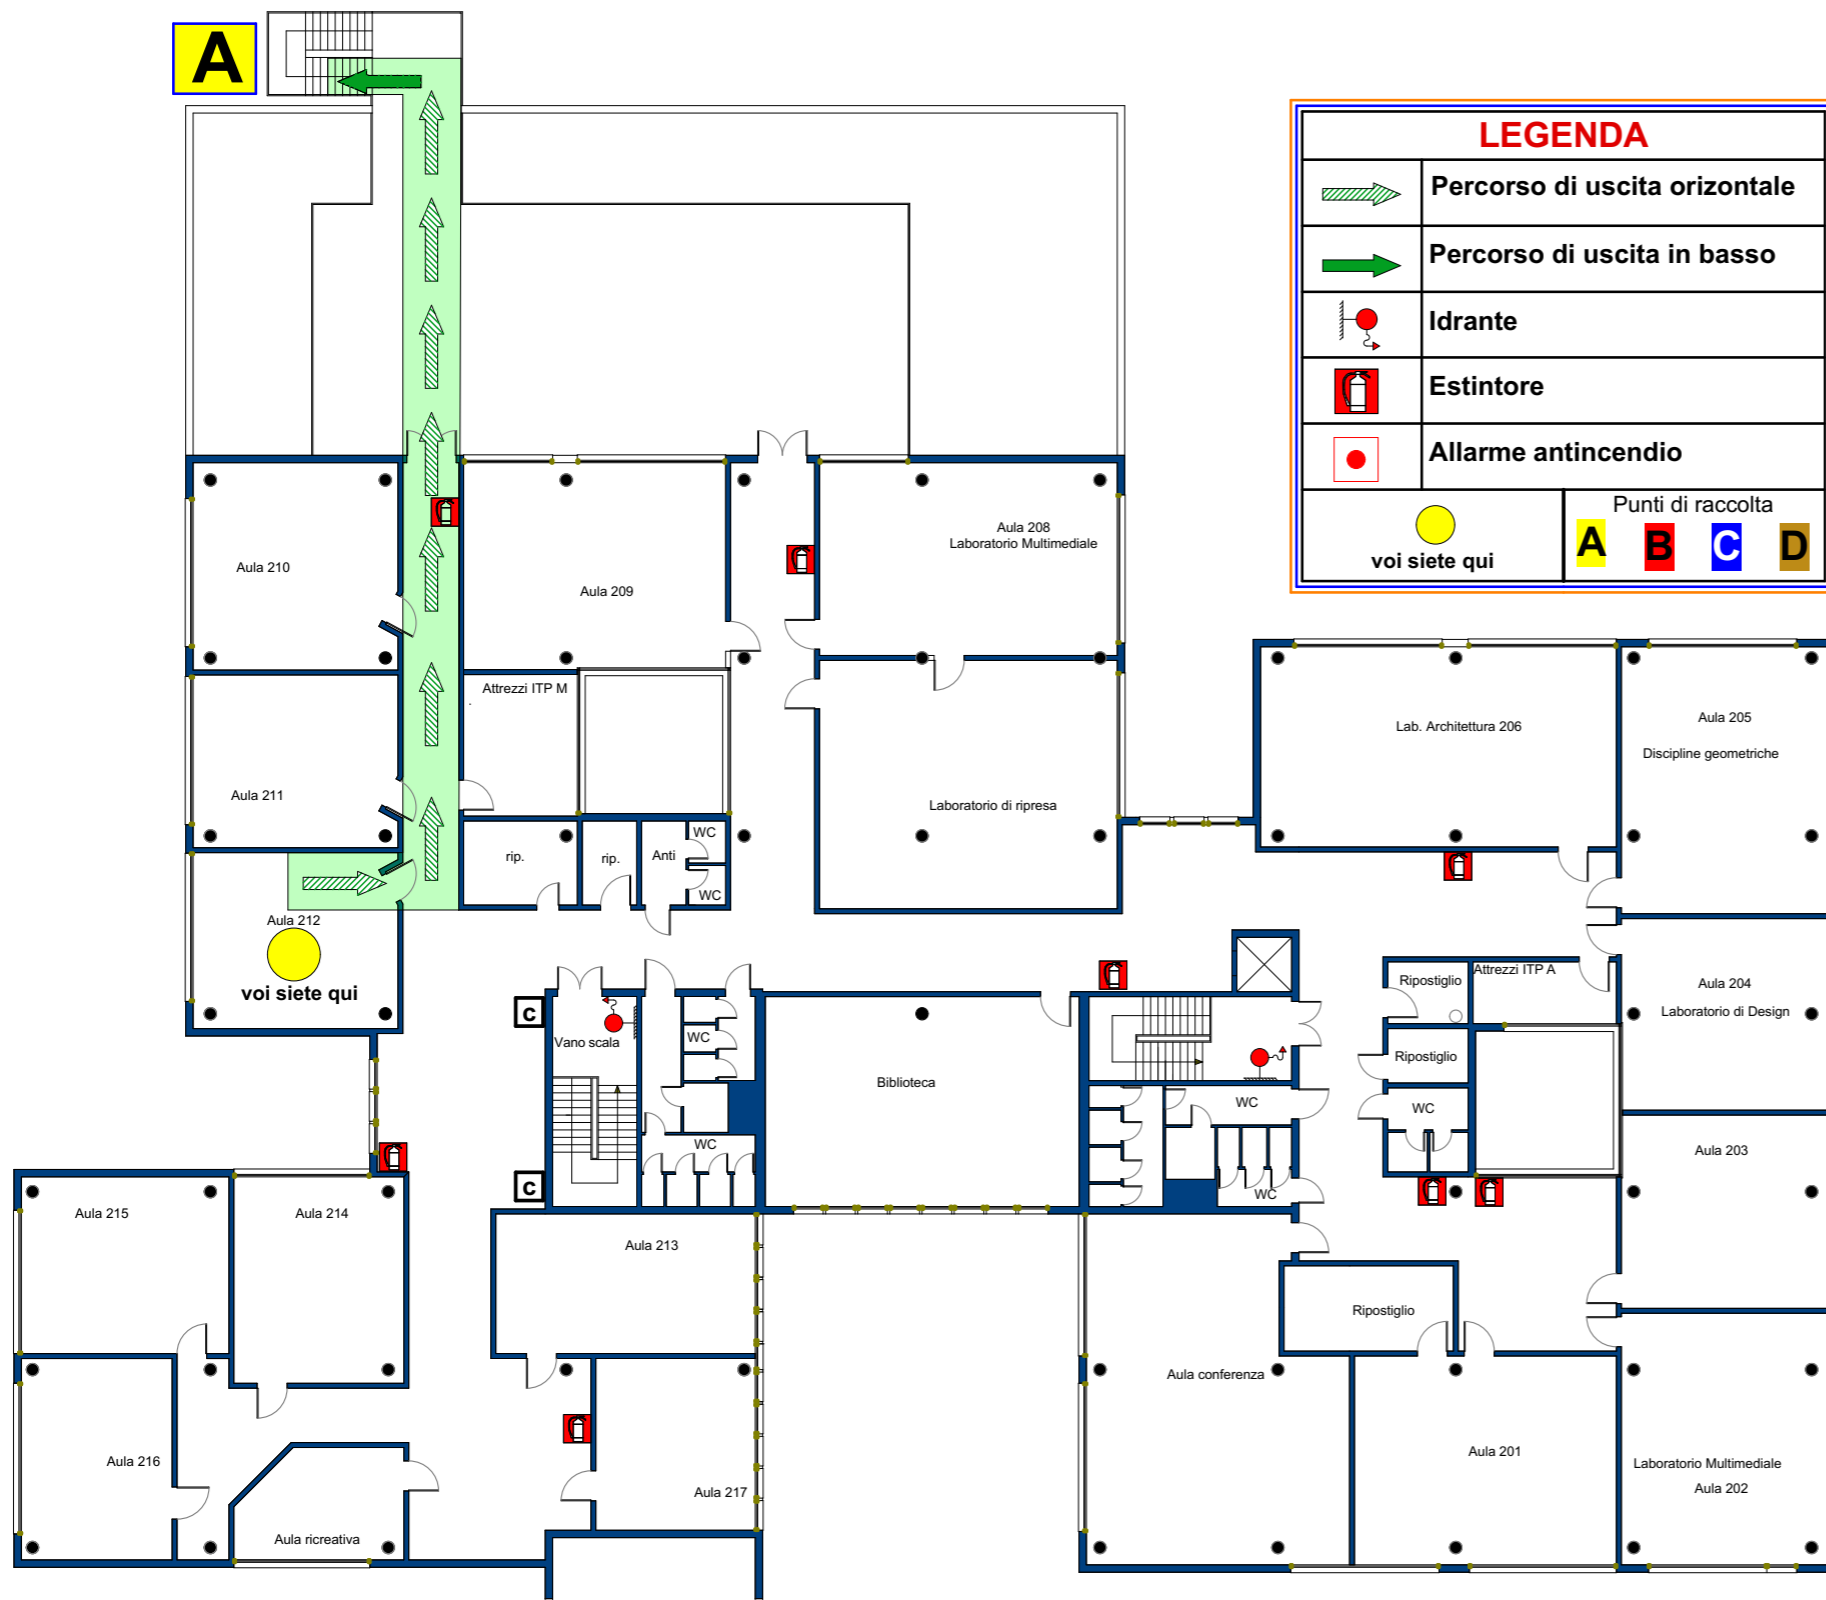 A
LEGENDA
Percorso di uscita orizontale
Percorso di uscita in basso
Idrante
Estintore
Allarme antincendio
voi siete qui
Punti di raccolta
A B C D
Aula 210
Aula 209
Aula 208
Laboratorio Multimediale
Aula 211
Attrezzi ITP M
.
Laboratorio di ripresa
Lab. Architettura 206
Aula 205
Discipline geometriche
rip.
rip.
Anti
WC
WC
Aula 212
voi siete qui
C
Vano scala
WC
C
WC
Biblioteca
WC
WC
Ripostiglio
Attrezzi ITP A
Ripostiglio
WC
Aula 204
Laboratorio di Design
Aula 203
Aula 215
Aula 214
Aula 213
Ripostiglio
Aula conferenza
Aula 216
Aula 217
Aula ricreativa
Aula 201
Laboratorio Multimediale
Aula 202